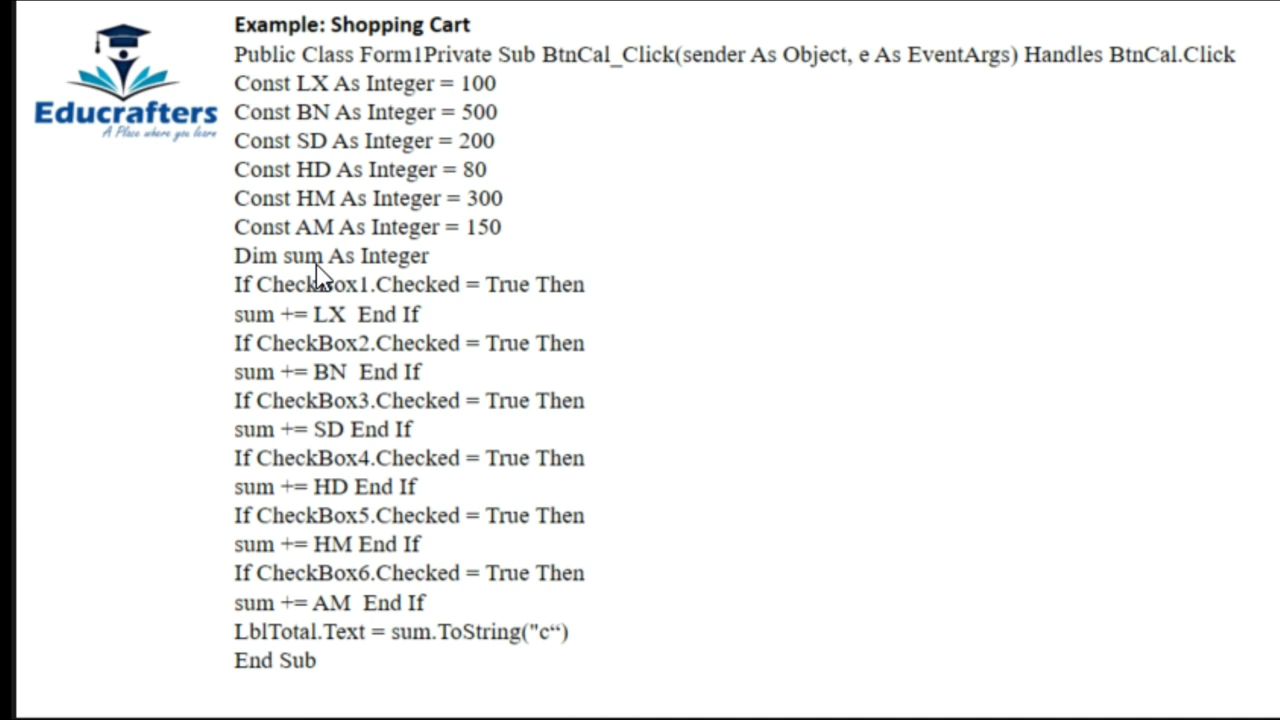 Educrafters
A Place where you learn
Example: Shopping Cart
Public Class Form1Private Sub BtnCal_Click(sender As Object, e As EventArgs) Handles BtnCal.Click
Const LX As Integer = 100
Const BN As Integer = 500
Const SD As Integer = 200
Const HD As Integer = 80
Const HM As Integer = 300
Const AM As Integer = 150
Dim sum As Integer
If CheckBox1.Checked = True Then
sum += LX  End If
If CheckBox2.Checked = True Then
sum += BN  End If
If CheckBox3.Checked = True Then
sum += SD End If
If CheckBox4.Checked = True Then
sum += HD End If
If CheckBox5.Checked = True Then
sum += HM End If
If CheckBox6.Checked = True Then
sum += AM  End If
LblTotal.Text = sum.ToString("c“)
End Sub